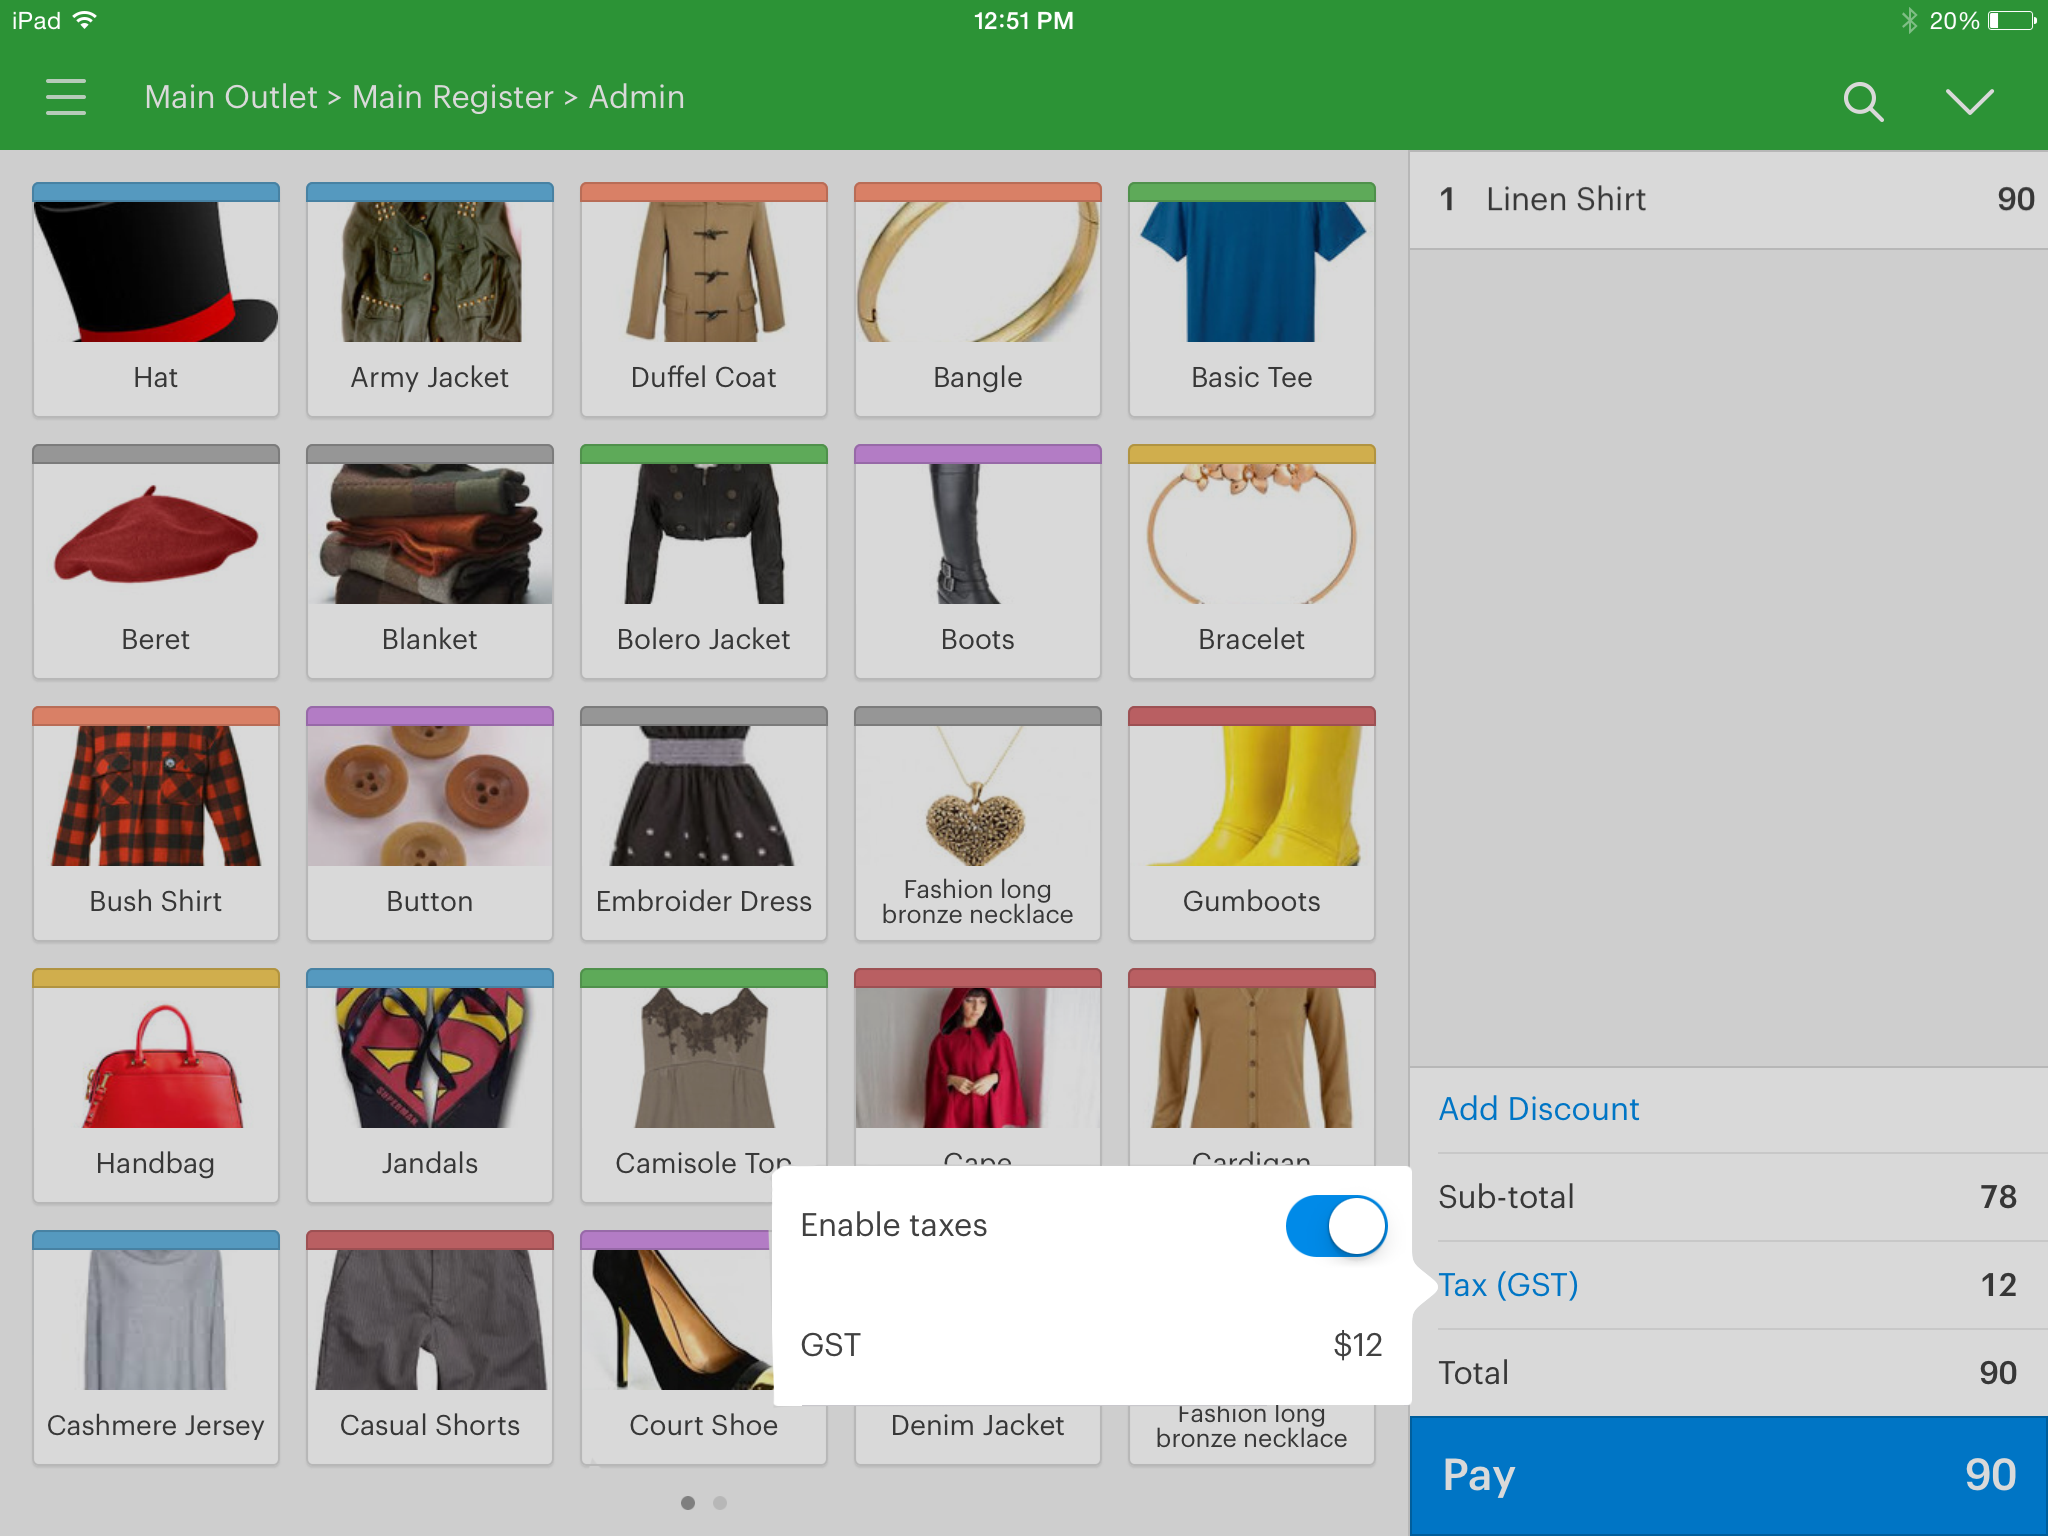 iPad
12:51 PM
20%
Main Outlet > Main Register > Admin
1 Linen Shirt 90
Hat
Army Jacket
Duffel Coat
Bangle
Basic Tee
Beret
Blanket
Bolero Jacket
Boots
Bracelet
Bush Shirt
Button
Embroider Dress
Fashion long
bronze necklace
Gumboots
SUPERMAN
Handbag
Jandals
Camisole Top
Cape
Cardigan
Cashmere Jersey
Casual Shorts
Court Shoe
Denim Jacket
Fashion long
bronze necklace
Enable taxes
GST $12
Add Discount
Sub-total 78
Tax (GST) 12
Total 90
Pay 90